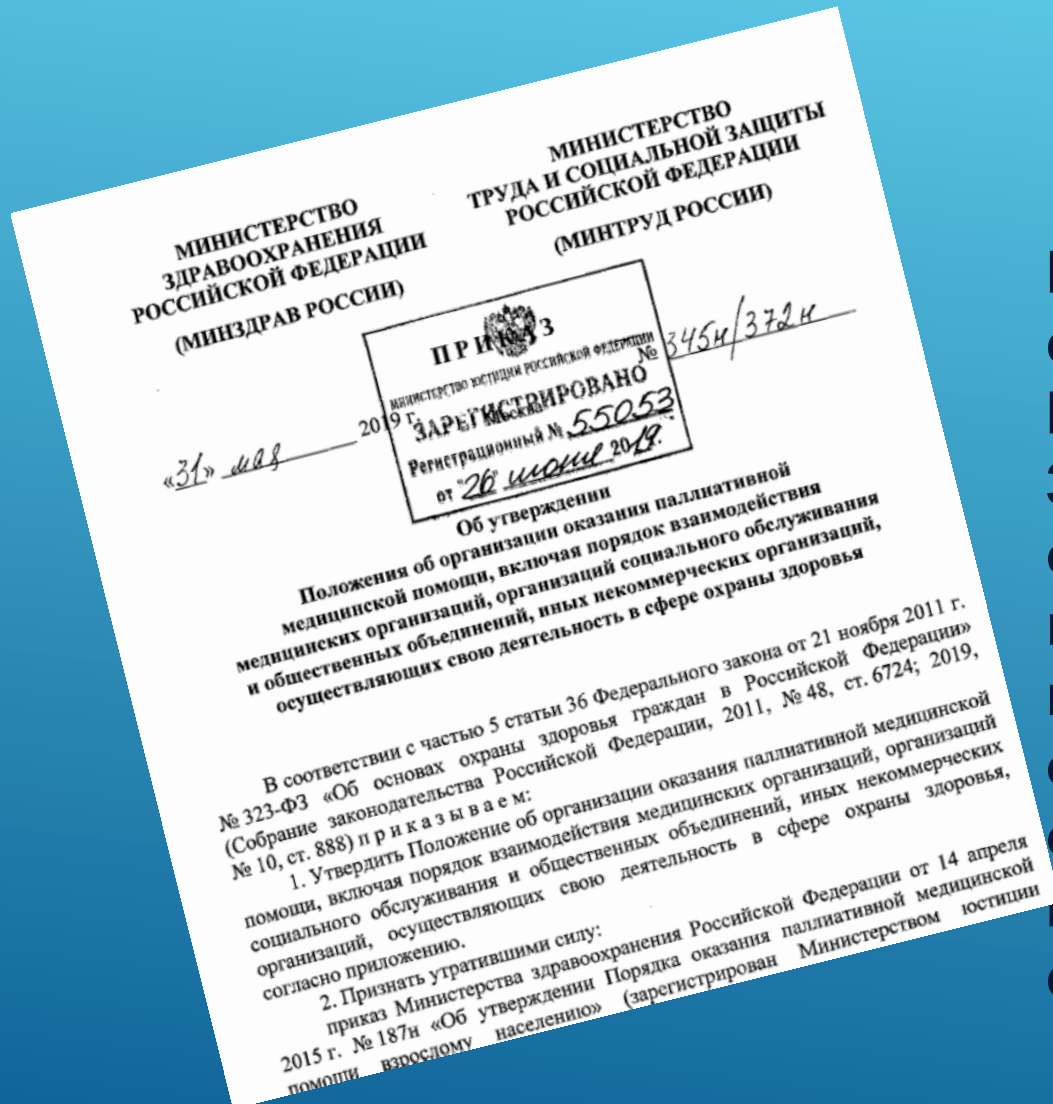 МИНИСТЕРСТВО
ЗДРАВООХРАНЕНИЯ
РОССИЙСКОЙ ФЕДЕРАЦИИ
(МИНЗДРАВ РОССИИ)
МИНИСТЕРСТВО
ТРУДА И СОЦИАЛЬНОЙ ЗАЩИТЫ
РОССИЙСКОЙ ФЕДЕРАЦИИ
(МИНТРУД РОССИИ)
ПРИКАЗ
МИНИСТЕРСТВО ЮСТИЦИИ РОССИЙСКОЙ ФЕДЕРАЦИИ
№ 345н/372н
ЗАРЕГИСТРИРОВАНО
Москва
Регистрационный № 55053
от "26" июня 2019.
«31» мая 2019 г.
Об утверждении
Положения об организации оказания паллиативной
медицинской помощи, включая порядок взаимодействия
медицинских организаций, организаций социального обслуживания
и общественных объединений, иных некоммерческих организаций,
осуществляющих свою деятельность в сфере охраны здоровья
В соответствии с частью 5 статьи 36 Федерального закона от 21 ноября 2011 г.
№ 323-ФЗ «Об основах охраны здоровья граждан в Российской Федерации»
(Собрание законодательства Российской Федерации, 2011, № 48, ст. 6724; 2019,
№ 10, ст. 888) п р и к а з ы в а е м:
1. Утвердить Положение об организации оказания паллиативной медицинской
помощи, включая порядок взаимодействия медицинских организаций, организаций
социального обслуживания и общественных объединений, иных некоммерческих
организаций, осуществляющих свою деятельность в сфере охраны здоровья,
согласно приложению.
2. Признать утратившими силу:
приказ Министерства здравоохранения Российской Федерации от 14 апреля
2015 г. № 187н «Об утверждении Порядка оказания паллиативной медицинской
помощи взрослому населению» (зарегистрирован Министерством юстиции